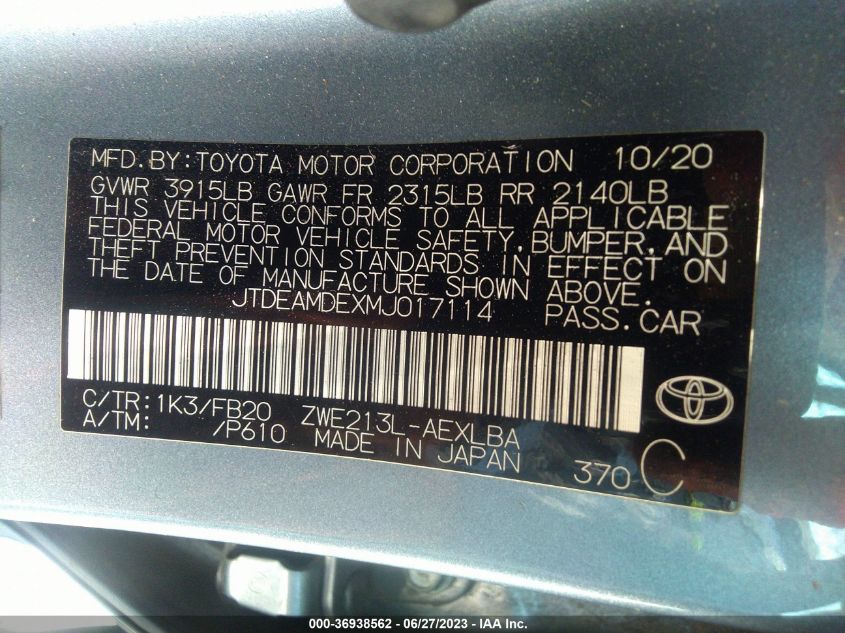 MFD.BY:TOYOTA MOTOR CORPORATION 10/20
GVWR 3915LB GAWR FR 2315LB RR 2140LB
THIS VEHICLE CONFORMS TO ALL APPLICABLE
FEDERAL MOTOR VEHICLE SAFETY,BUMPER,AND
THEFT PREVENTION STANDARDS IN EFFECT ON
THE DATE OF MANUFACTURE SHOWN ABOVE.
JTDEAMDEXMJ017114 PASS.CAR
C/TR:1K3/FB20 ZWE213L-AEXLBA
A/TM: /P610 MADE IN JAPAN 370 C
000-36938562 - 06/27/2023 - © IAA Inc.